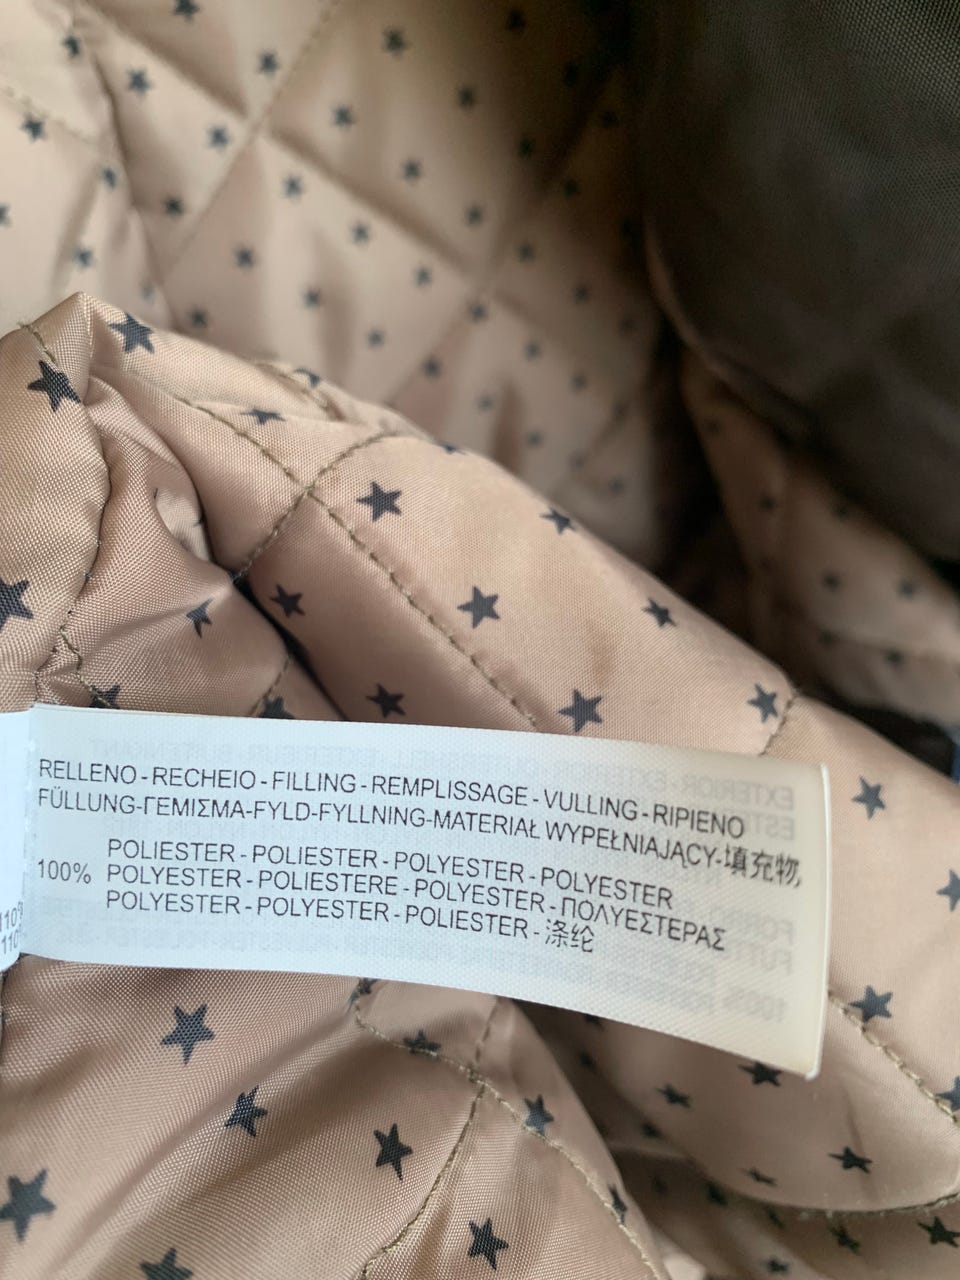 RELLENO - RECHEIO - FILLING - REMPLISSAGE - VULLING - RIPIENO
FÜLLUNG-ΓΕΜΙΣΜΑ-FYLD-FYLLNING-MATERIAŁ WYPEŁNIAJĄCY-填充物
POLIESTER - POLIESTER - POLYESTER - POLYESTER
100% POLYESTER - POLIESTERE - POLYESTER - ΠΟΛΥΕΣΤΕΡΑΣ
POLYESTER - POLYESTER - POLIESTER - 涤纶